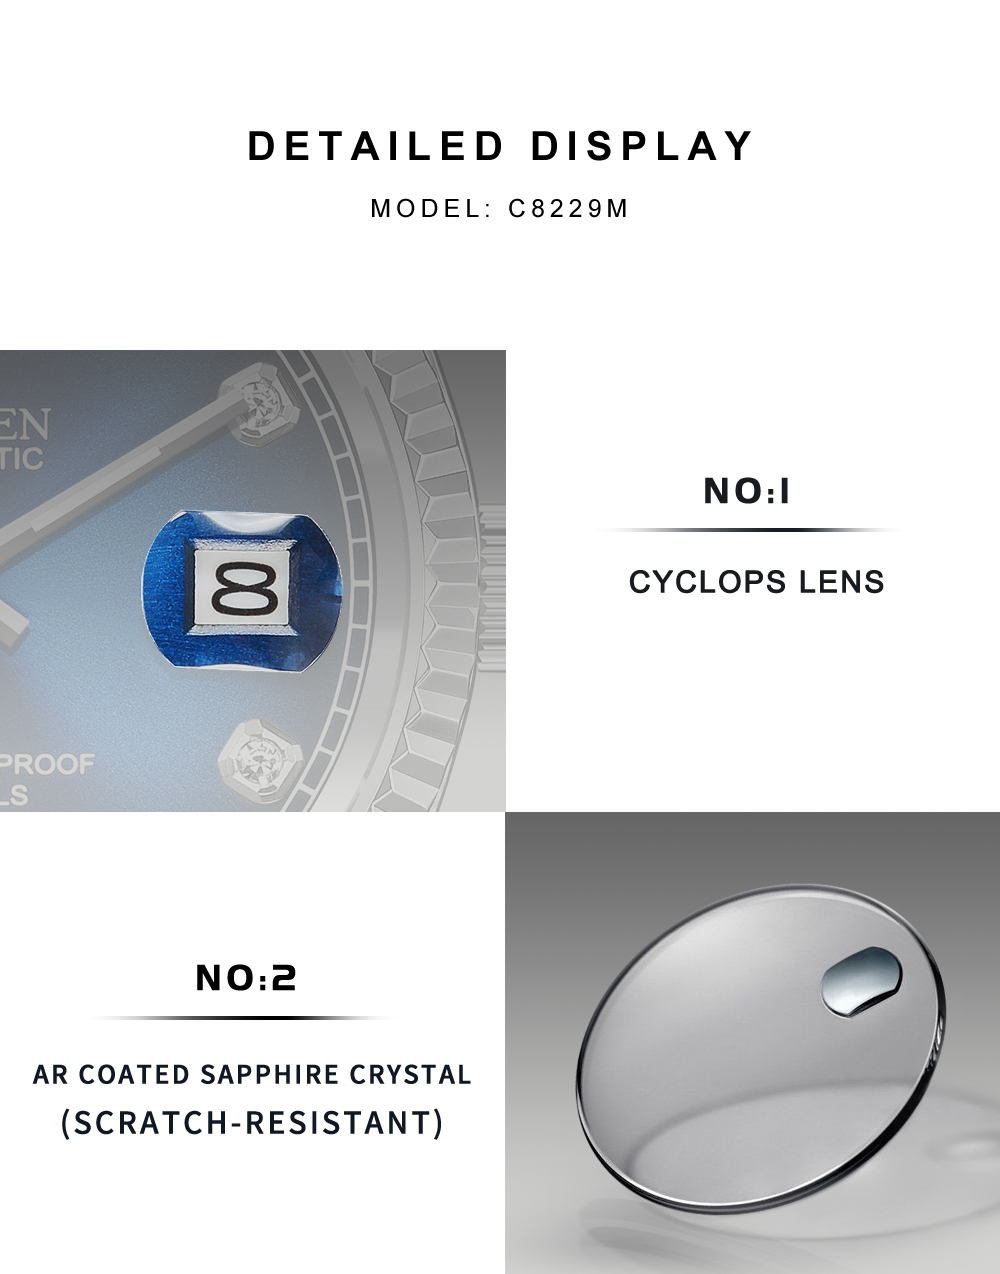 DETAILED DISPLAY
MODEL: C8229M
EN
TIC
8
PROOF
LS
NO:1
CYCLOPS LENS
NO:2
AR COATED SAPPHIRE CRYSTAL
(SCRATCH-RESISTANT)